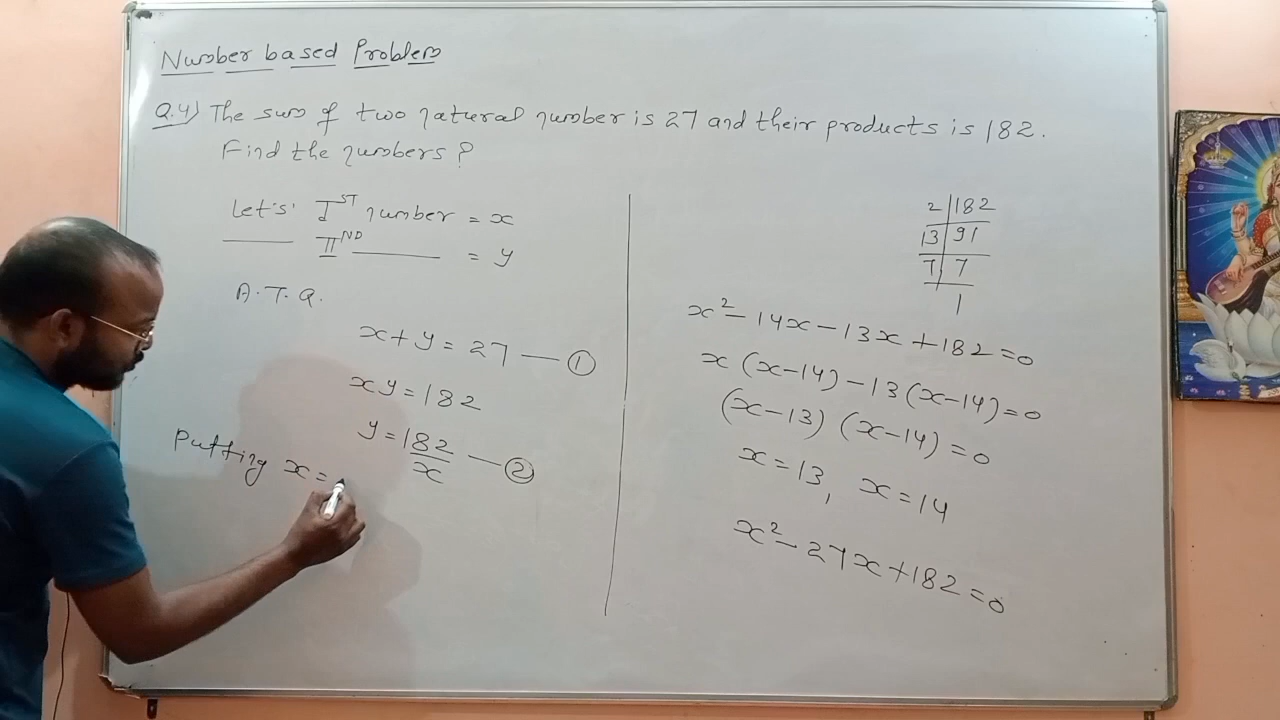 Number based Problem
Q.4) The sum of two natural number is 27 and their products is 182.
Find the numbers?
Let's Iˢᵀ number = x
IIᴺᴰ ——— = y
A.T.Q.
x + y = 27 — ①
xy = 182
y = 182/x — ②
Putting x =
2 | 182
13 | 91
7 | 7
1
x² - 14x - 13x + 182 = 0
x (x - 14) - 13 (x - 14) = 0
(x - 13) (x - 14) = 0
x = 13, x = 14
x² - 27x + 182 = 0